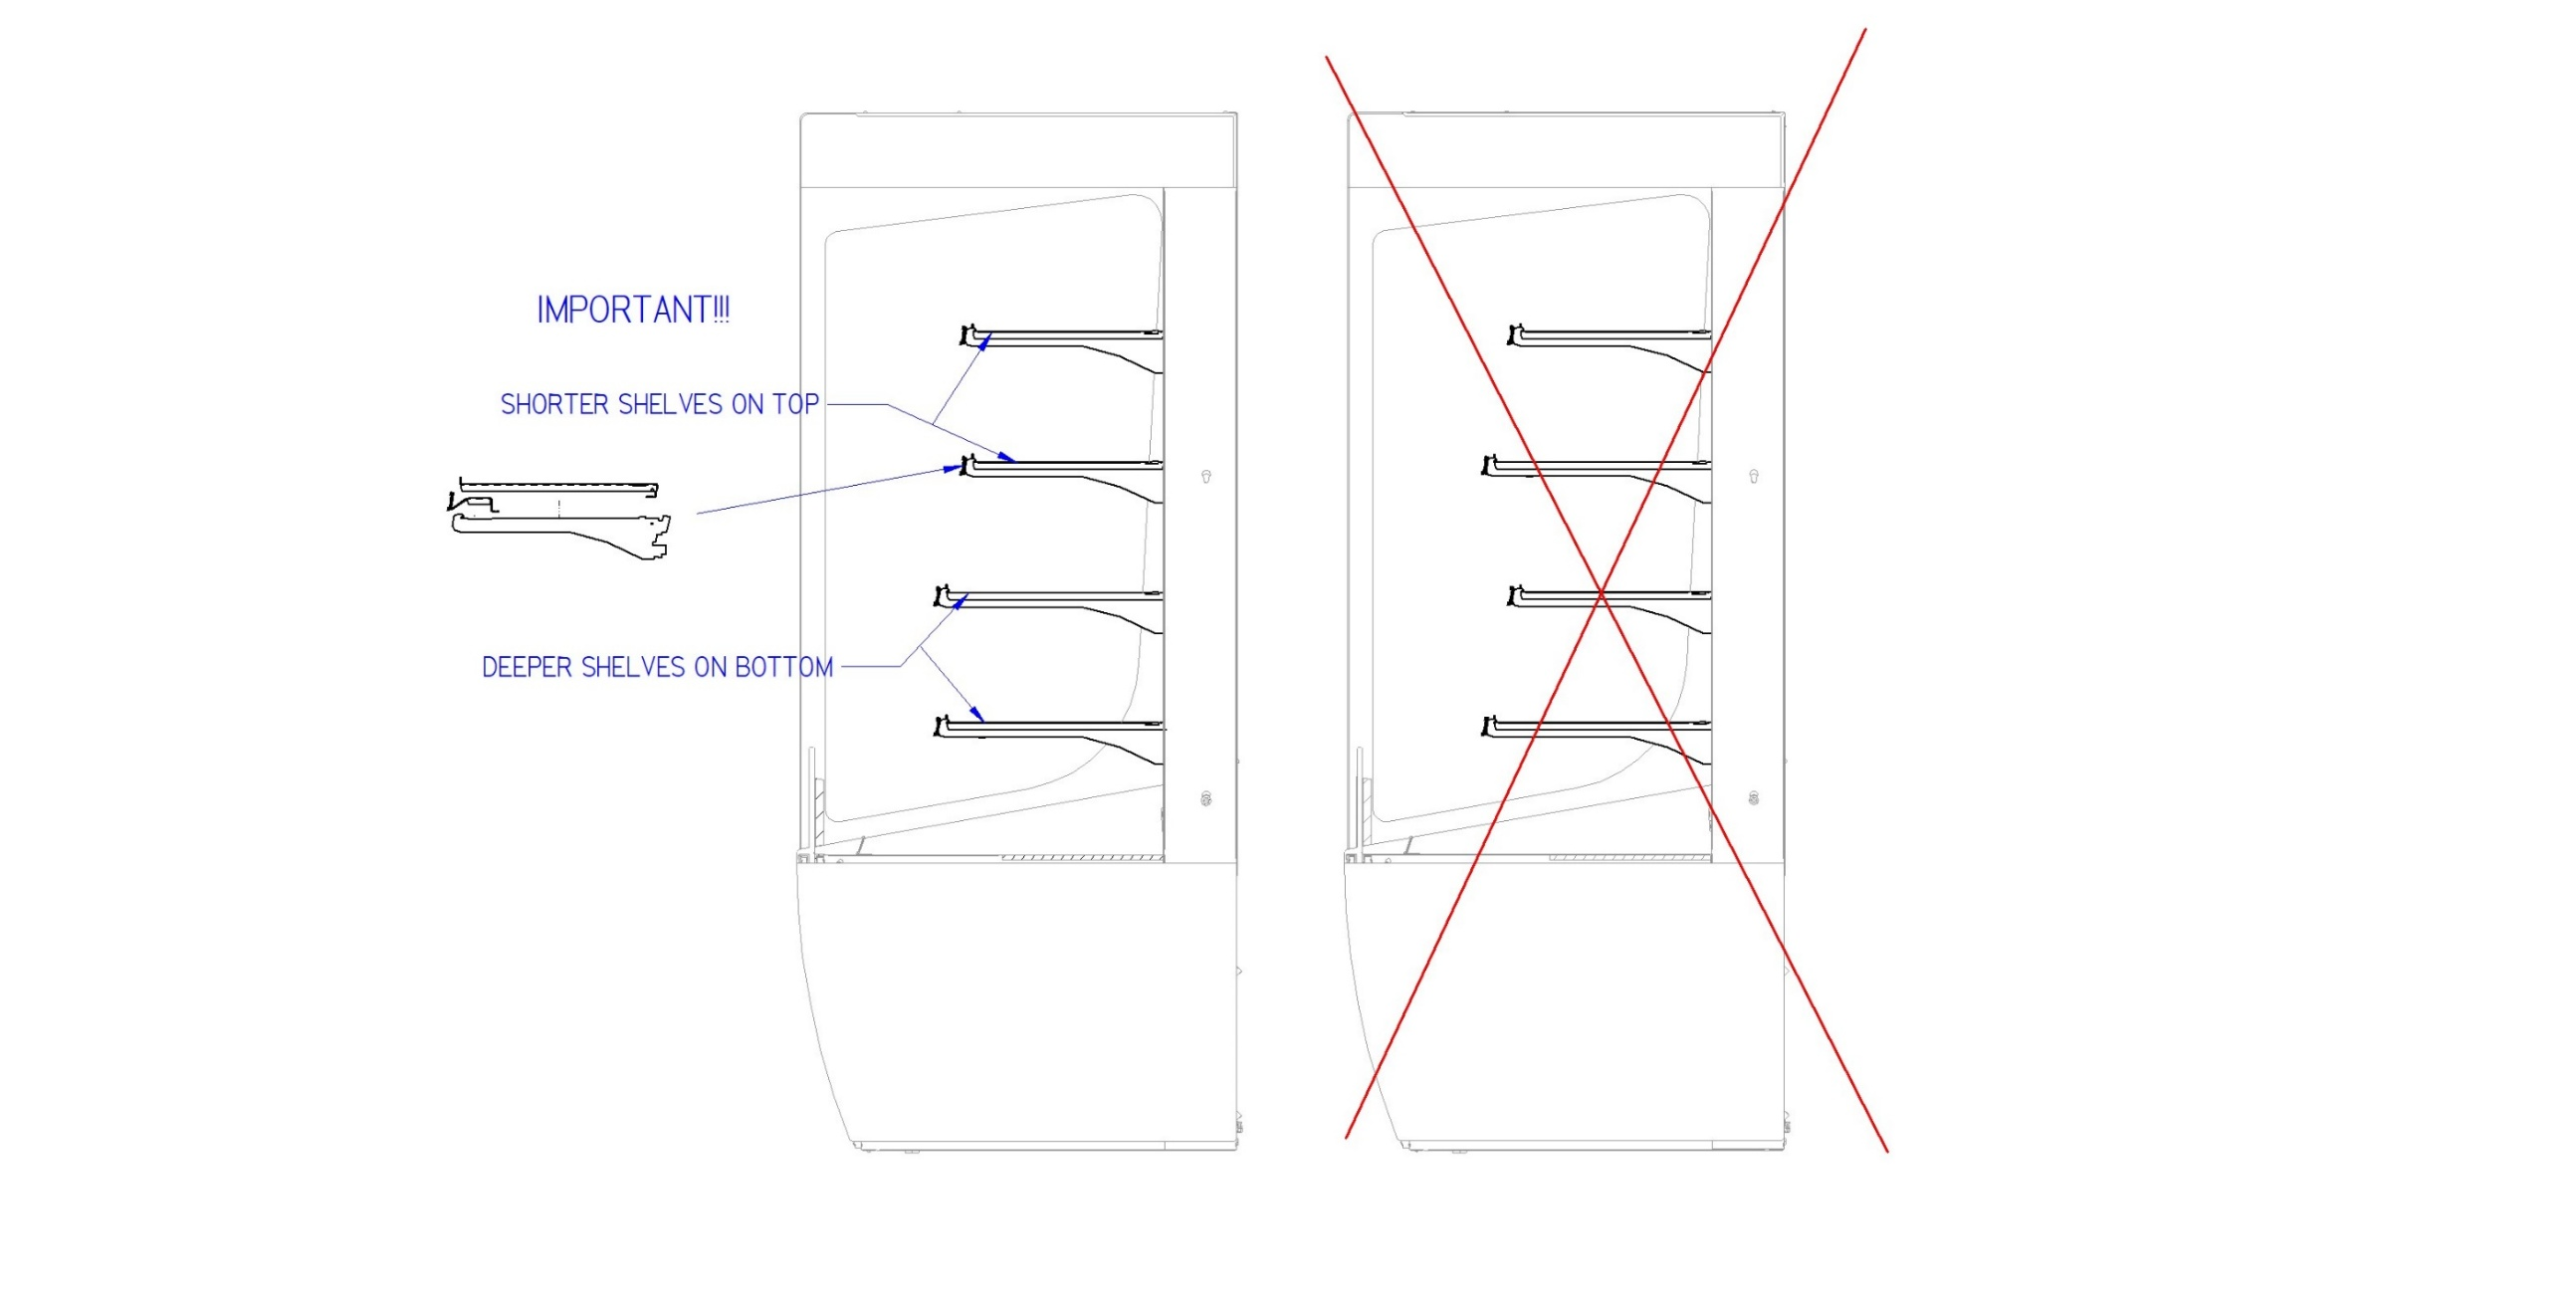 IMPORTANT!!!
SHORTER SHELVES ON TOP
DEEPER SHELVES ON BOTTOM